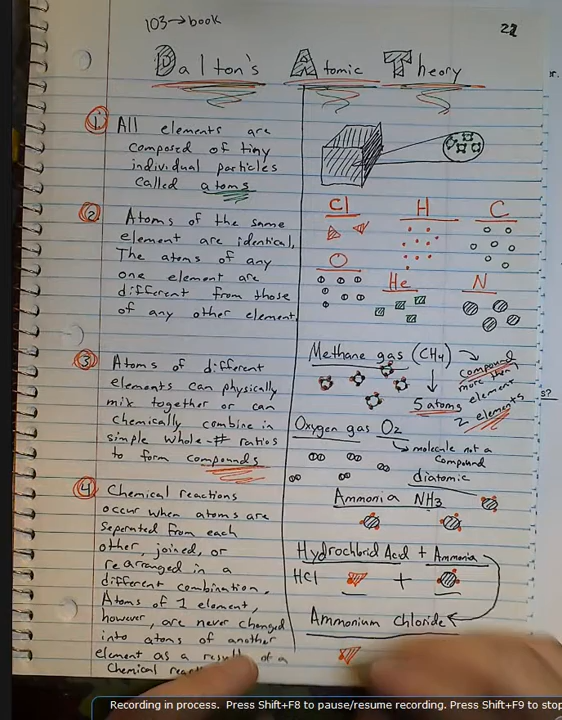 103→book
22
Dalton's Atomic Theory
1 All elements are
composed of tiny
individual particles
called atoms
2 Atoms of the same
element are identical,
The atoms of any
one element are
different from those
of any other element.
3 Atoms of different
elements can physically
mix together or can
chemically combine in
simple whole-# ratios
to form compounds
4 Chemical reactions
occur when atoms are
seperated from each
other, joined, or
rearranged in a
different combination,
Atoms of 1 element,
however, are never changed
into atoms of another
element as a result of a
Chemical
Cl H C
O He N
Methane gas (CH4) →
compound
more than 1
element
5 atoms
2 elements
Oxygen gas O2
→ molecule not a
compound
diatomic
Ammonia NH3
Hydrochloric Acid + Ammonia
HCl +
Ammonium Chloride
Recording in process. Press Shift+F8 to pause/resume recording. Press Shift+F9 to stop